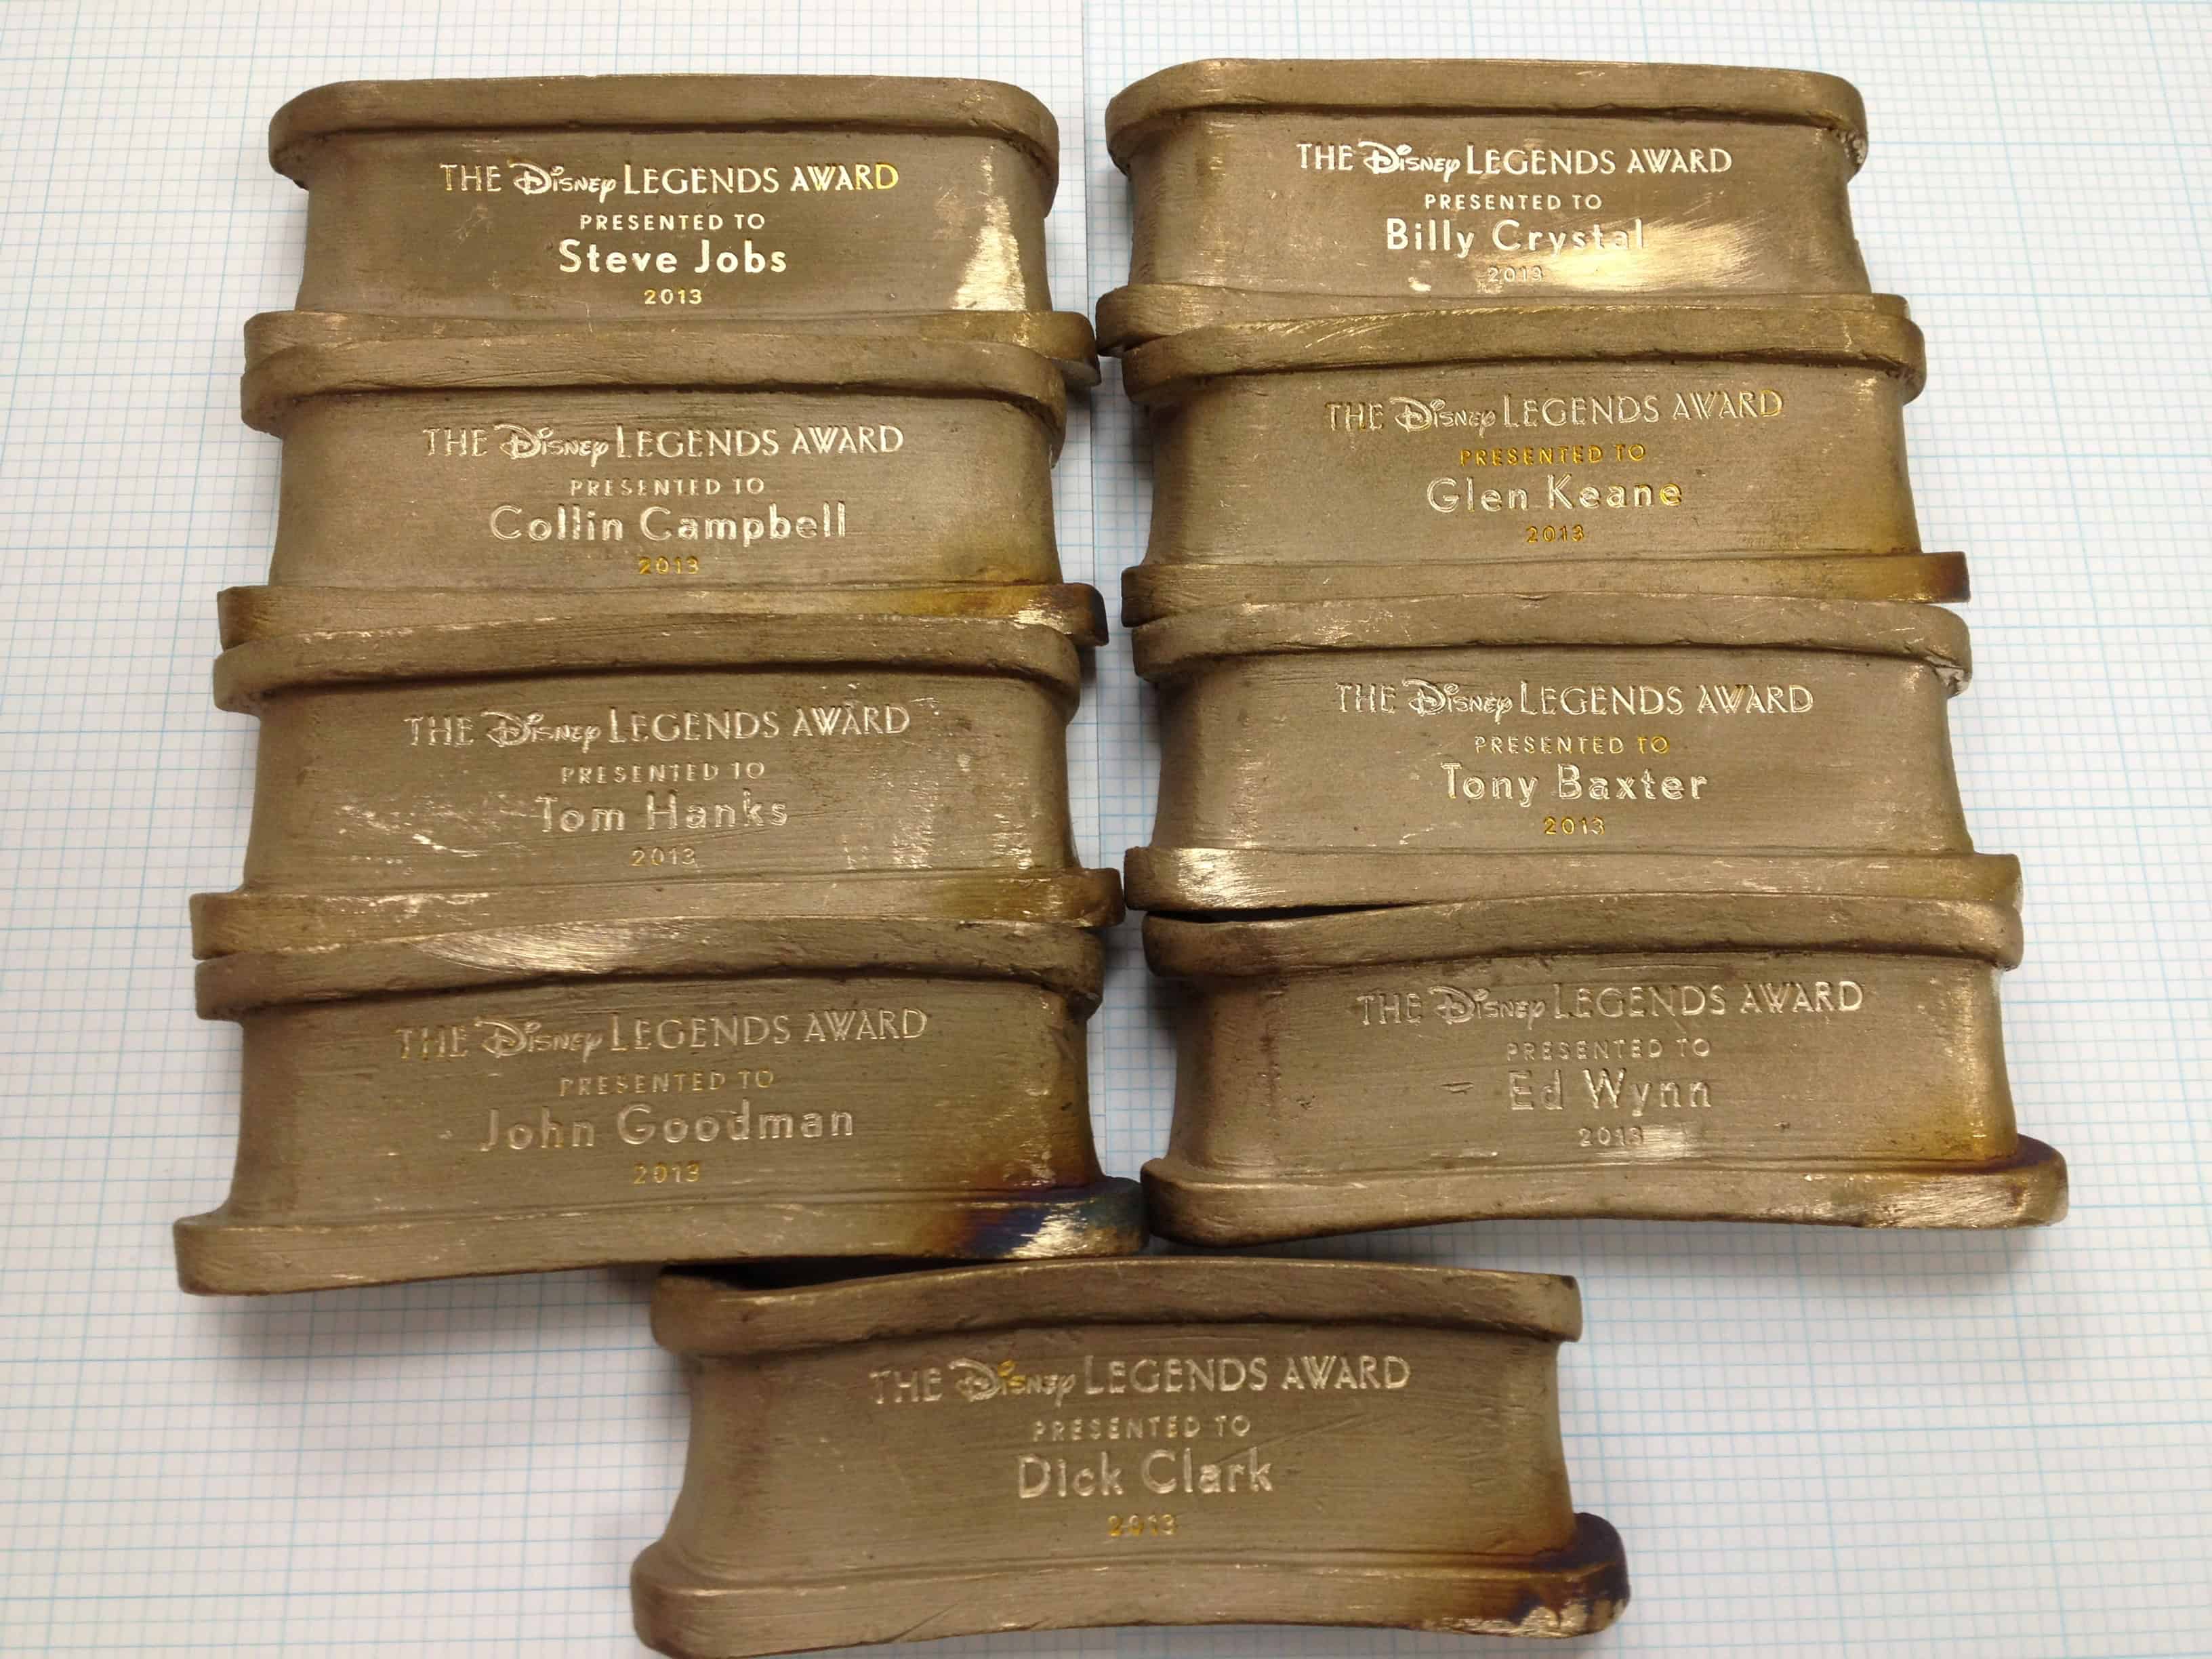 THE Disney LEGENDS AWARD
PRESENTED TO
Steve Jobs
2013
THE Disney LEGENDS AWARD
PRESENTED TO
Collin Campbell
2013
THE Disney LEGENDS AWARD
PRESENTED TO
Tom Hanks
2013
THE Disney LEGENDS AWARD
PRESENTED TO
John Goodman
2013
THE Disney LEGENDS AWARD
PRESENTED TO
Billy Crystal
2013
THE Disney LEGENDS AWARD
PRESENTED TO
Glen Keane
2013
THE Disney LEGENDS AWARD
PRESENTED TO
Tony Baxter
2013
THE Disney LEGENDS AWARD
PRESENTED TO
Ed Wynn
2013
THE Disney LEGENDS AWARD
PRESENTED TO
Dick Clark
2013